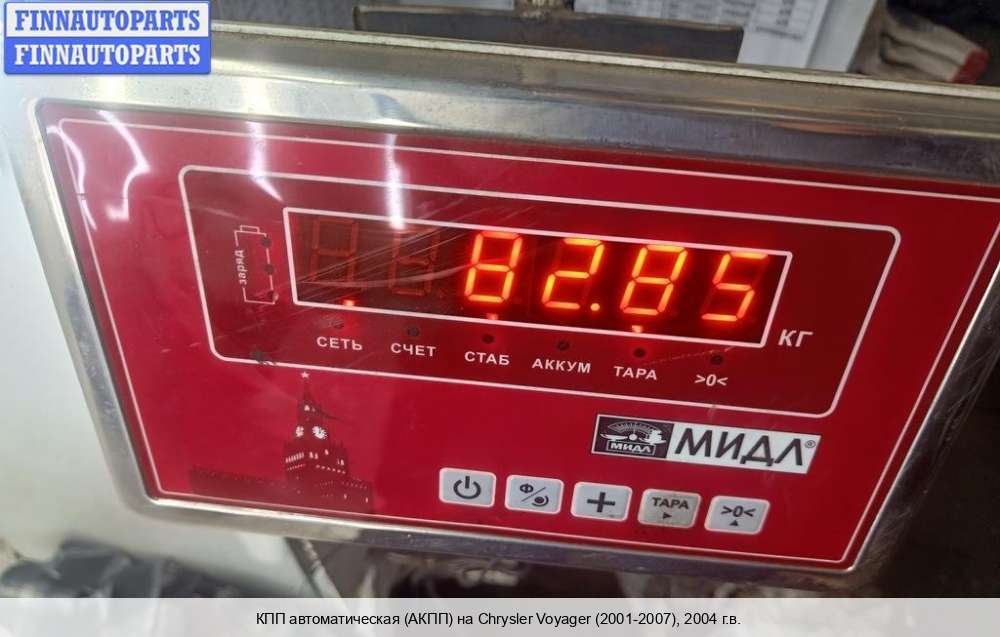 FINNAUTOPARTS
FINNAUTOPARTS
заряд
82.85
КГ
СЕТЬ СЧЕТ СТАБ АККУМ ТАРА >0<
МИДЛ МИДЛ®
Ф/ + ТАРА >0<
КПП автоматическая (АКПП) на Chrysler Voyager (2001-2007), 2004 г.в.